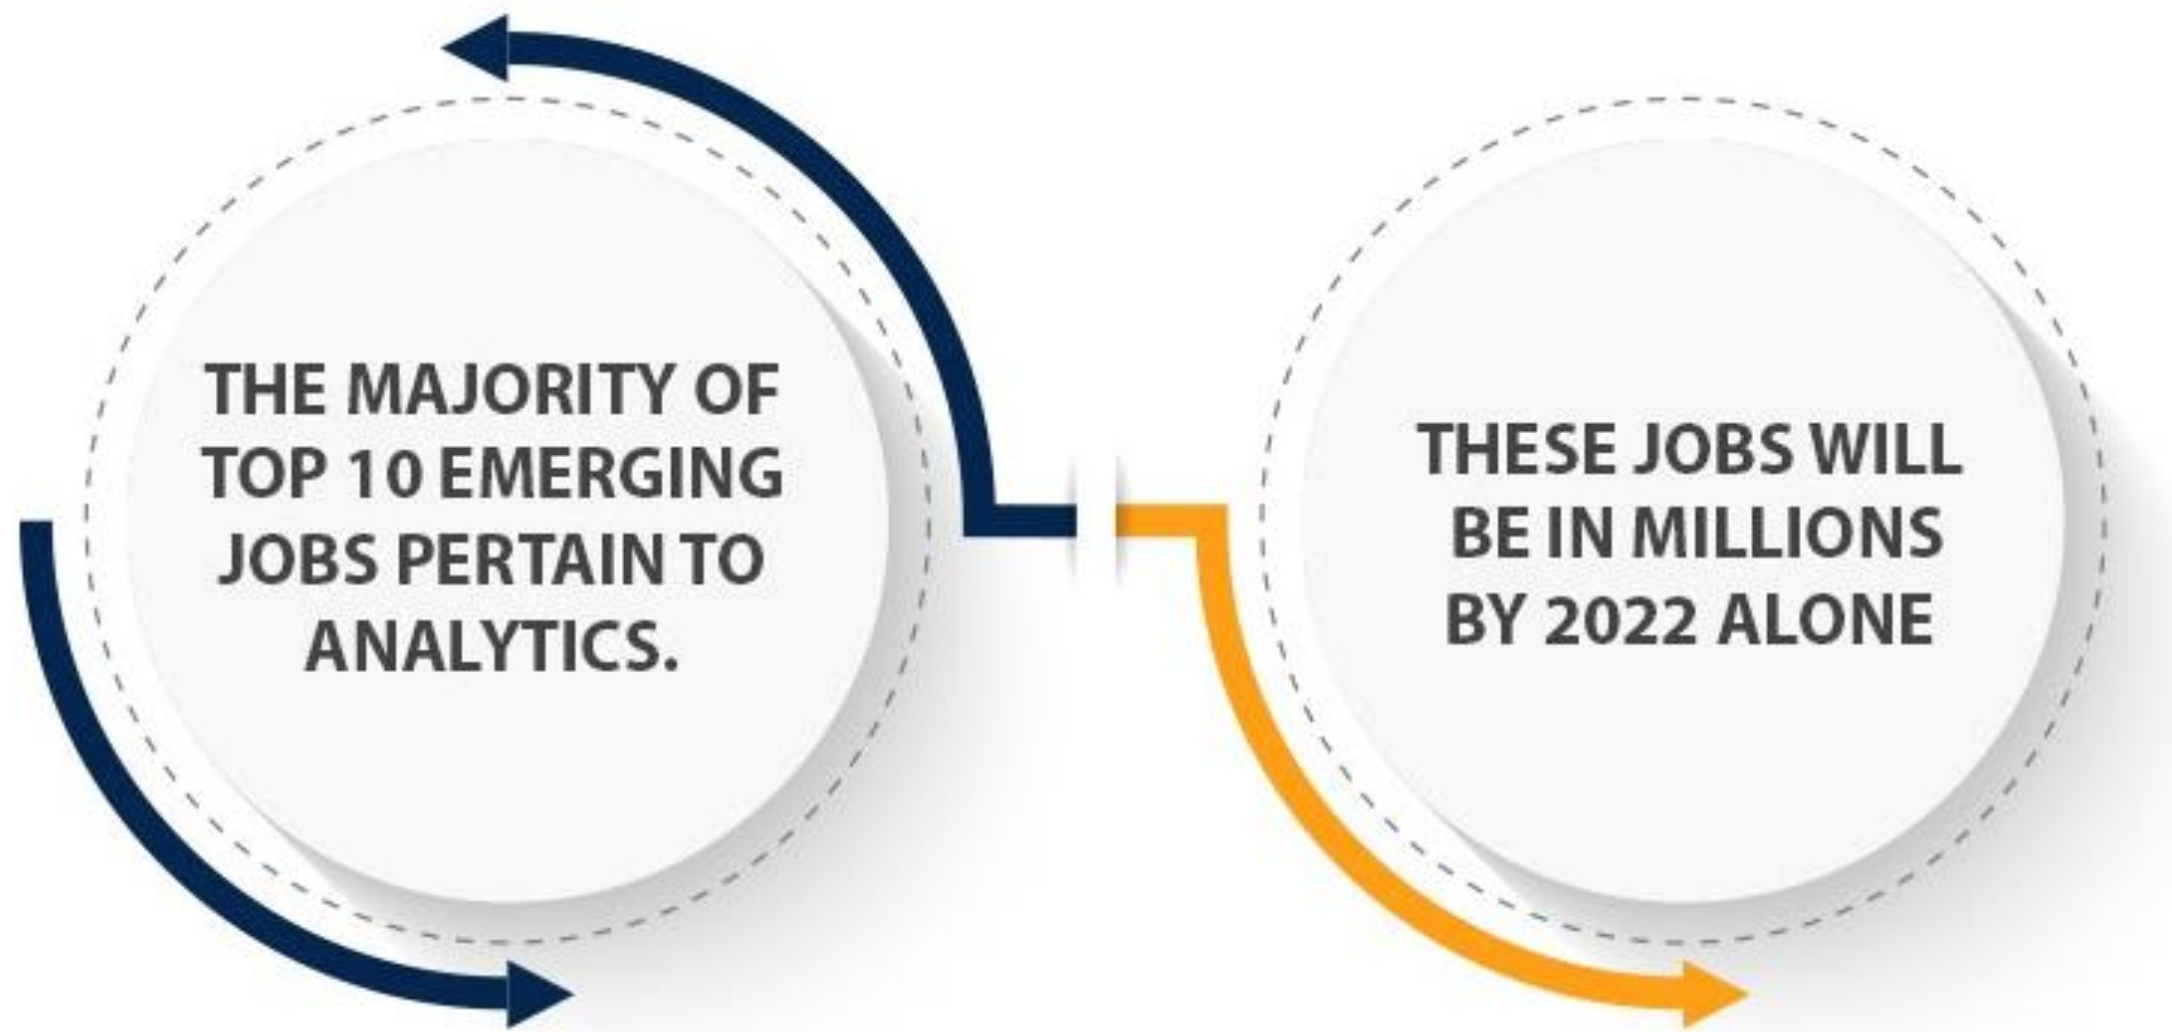 THE MAJORITY OF
TOP 10 EMERGING
JOBS PERTAIN TO
ANALYTICS.
THESE JOBS WILL
BE IN MILLIONS
BY 2022 ALONE